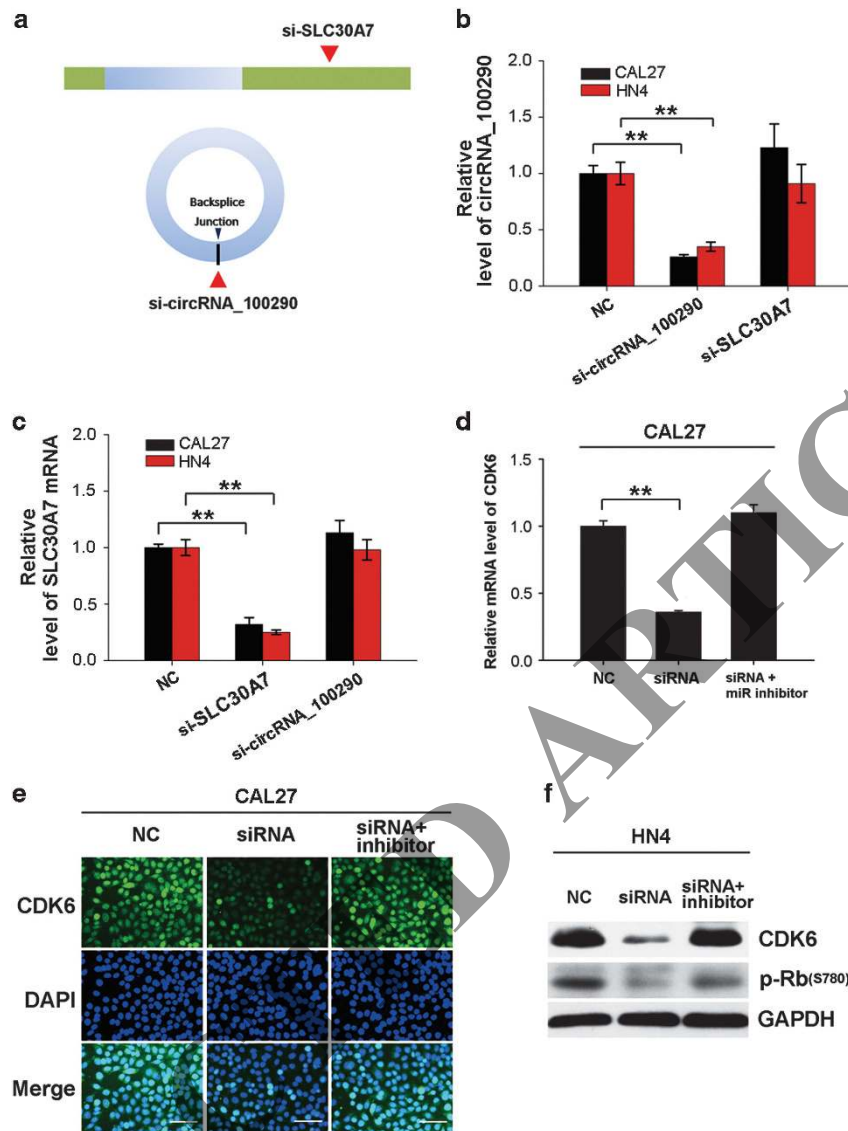 a
si-SLC30A7
Backsplice
Junction
si-circRNA_100290
b
Relative
level of circRNA_100290
2.0
1.5
1.0
0.5
0.0
CAL27
HN4
**
**
NC
si-circRNA_100290
si-SLC30A7
c
Relative
level of SLC30A7 mRNA
2.0
1.5
1.0
0.5
0.0
CAL27
HN4
**
**
NC
si-SLC30A7
si-circRNA_100290
d
CAL27
Relative mRNA level of CDK6
1.5
1.0
0.5
0.0
**
NC
siRNA
siRNA +
miR inhibitor
e
CAL27
NC
siRNA
siRNA+
inhibitor
CDK6
DAPI
Merge
f
HN4
NC
siRNA
siRNA+
inhibitor
CDK6
p-Rb(S780)
GAPDH
D ARTIC